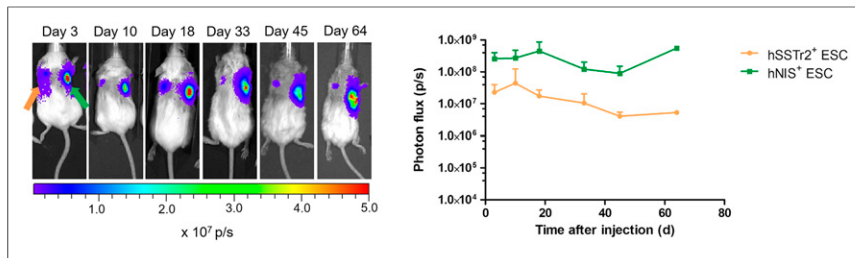 Day 3 Day 10 Day 18 Day 33 Day 45 Day 64
1.0 2.0 3.0 4.0 5.0
x 10⁷ p/s
Photon flux (p/s)
1.0×10⁹
1.0×10⁸
1.0×10⁷
1.0×10⁶
1.0×10⁵
1.0×10⁴
0 20 40 60 80
Time after injection (d)
hSSTr2⁺ ESC
hNIS⁺ ESC